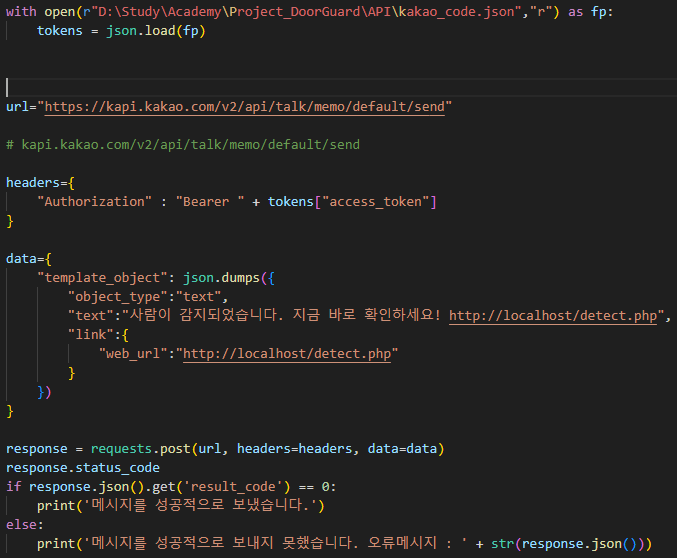 with open(r"D:\Study\Academy\Project_DoorGuard\API\kakao_code.json","r") as fp:
    tokens = json.load(fp)
url="https://kapi.kakao.com/v2/api/talk/memo/default/send"
# kapi.kakao.com/v2/api/talk/memo/default/send
headers={
    "Authorization" : "Bearer " + tokens["access_token"]
}
data={
    "template_object": json.dumps({
        "object_type":"text",
        "text":"사람이 감지되었습니다. 지금 바로 확인하세요! http://localhost/detect.php",
        "link":{
            "web_url":"http://localhost/detect.php"
        }
    })
}
response = requests.post(url, headers=headers, data=data)
response.status_code
if response.json().get('result_code') == 0:
    print('메시지를 성공적으로 보냈습니다.')
else:
    print('메시지를 성공적으로 보내지 못했습니다. 오류메시지 : ' + str(response.json()))